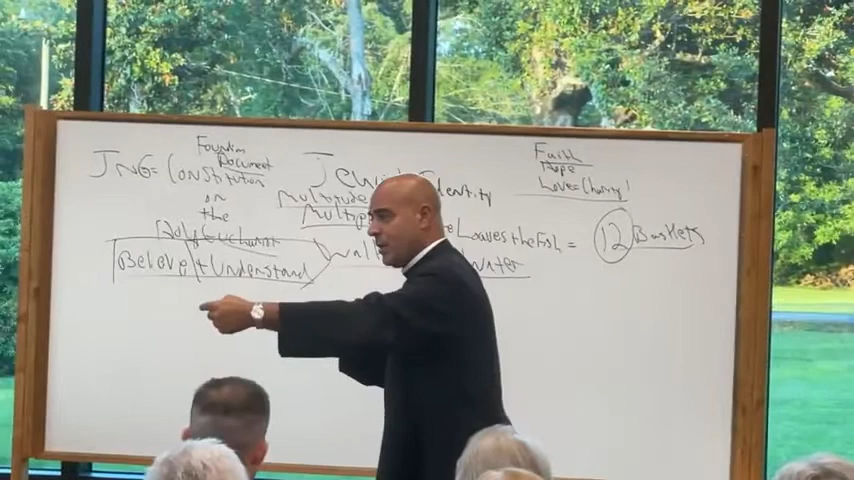 Foundin
Document
JNG = Constitution
on
the
Holy Eucharist
Believe/+Understand
Jewish Identity
Multitude
Multip
e Loaves + the Fish = 12 Baskets
Walk
Water
Faith
Hope
Love = Charity